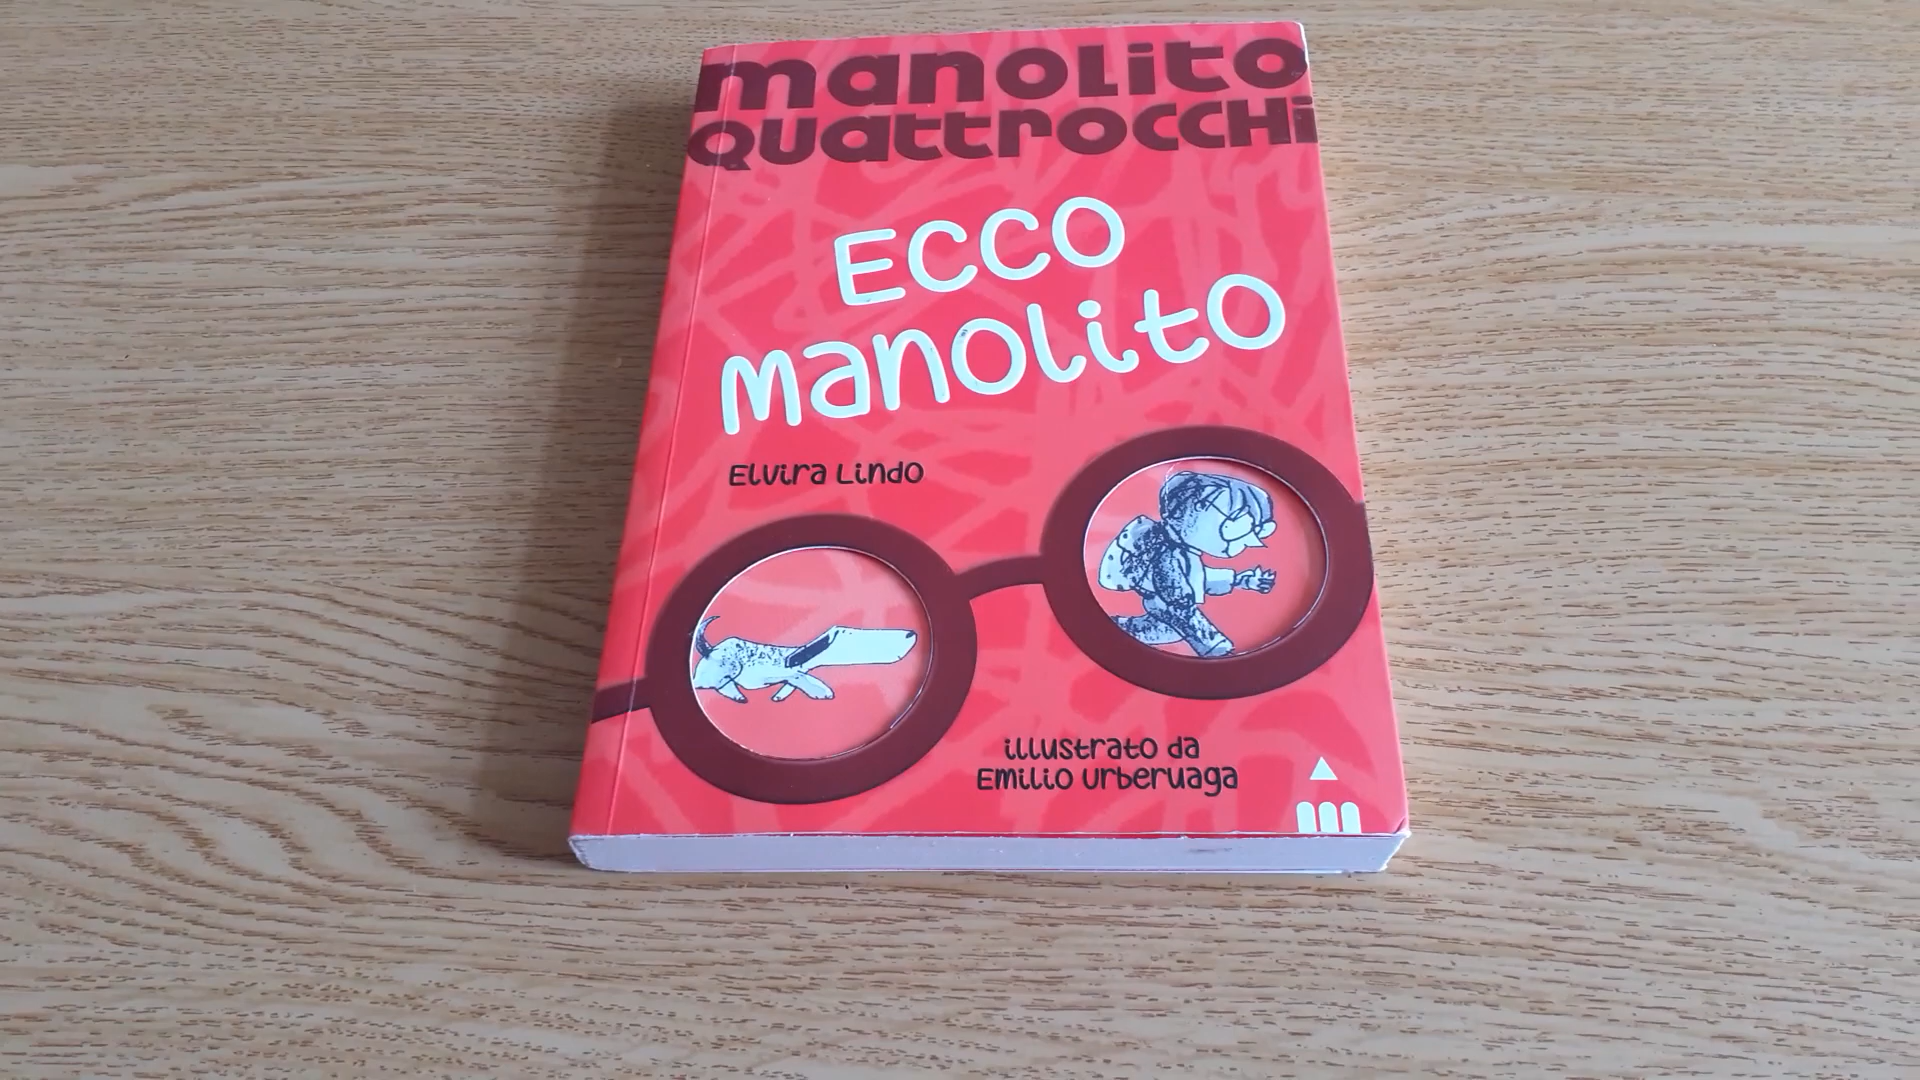 manolito
Quattrocchi
Ecco
manolito
Elvira Lindo
illustrato da
Emilio Urberuaga